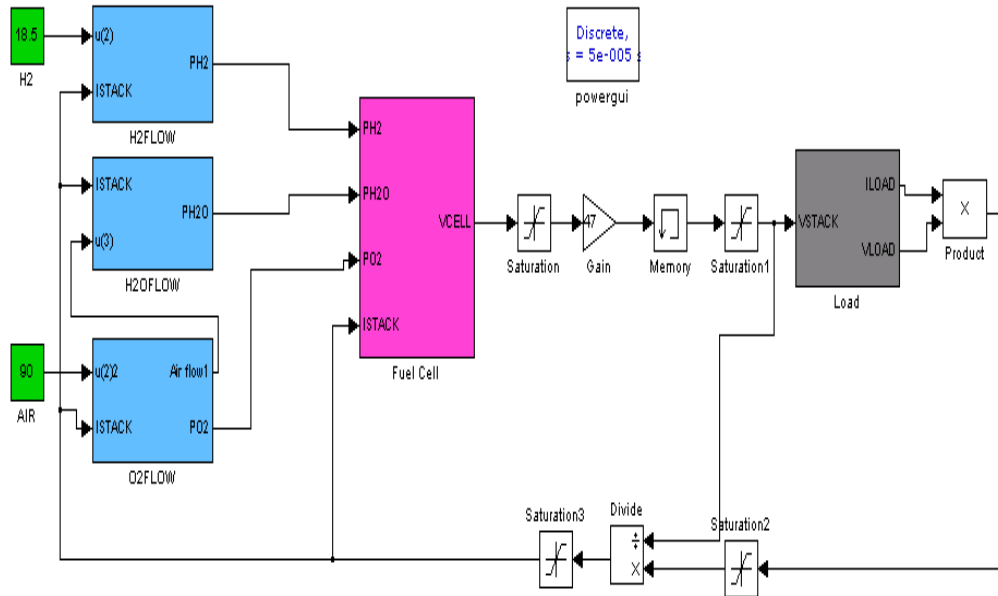 18.5
H2
u(2)
ISTACK
PH2
H2FLOW
ISTACK
u(3)
PH2O
H2OFLOW
90
AIR
u(2)2
ISTACK
Air flow1
PO2
O2FLOW
PH2
PH2O
PO2
ISTACK
VCELL
Fuel Cell
Discrete,
s = 5e-005 s
powergui
Saturation
47
Gain
Memory
Saturation1
VSTACK
ILOAD
VLOAD
Load
X
Product
Saturation3
Divide
÷
X
Saturation2